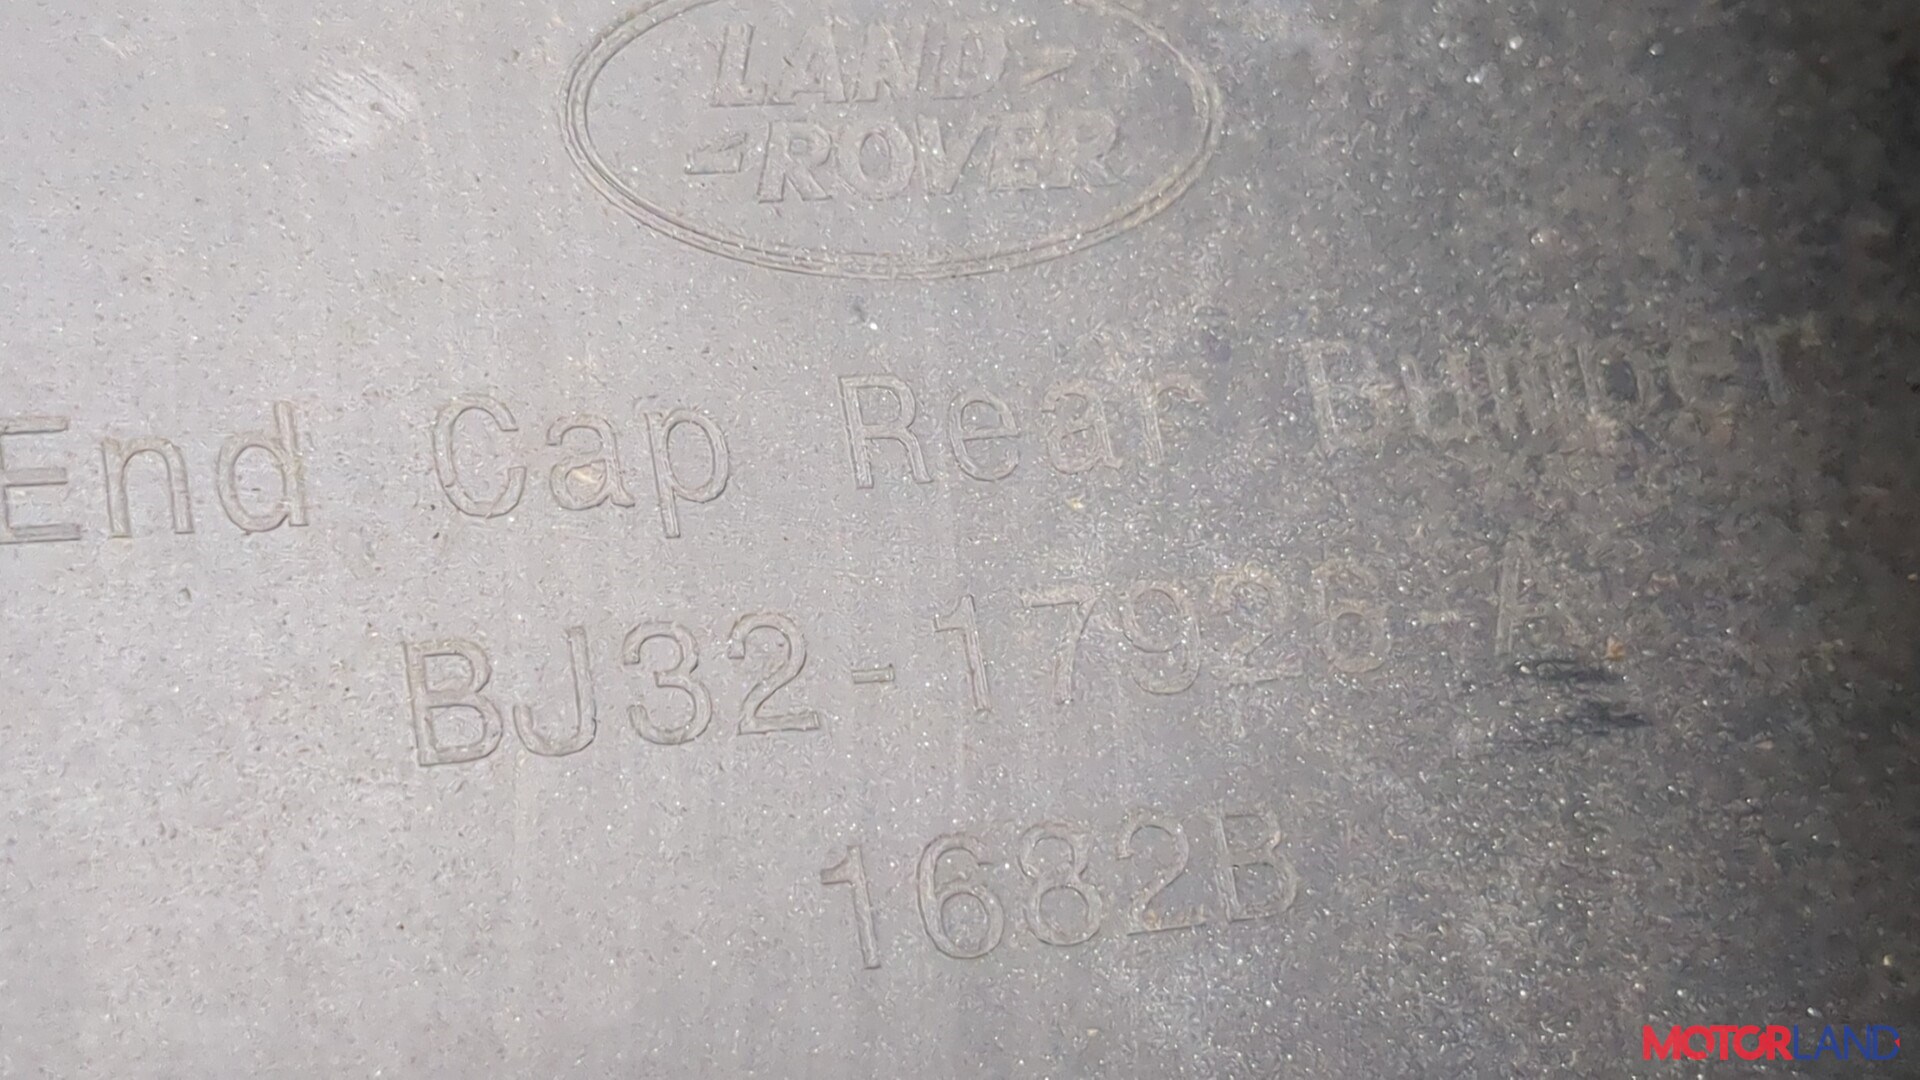 LAND
ROVER
End Cap Rear Bumper
BJ32-17926-A
1682B
MOTORLAND